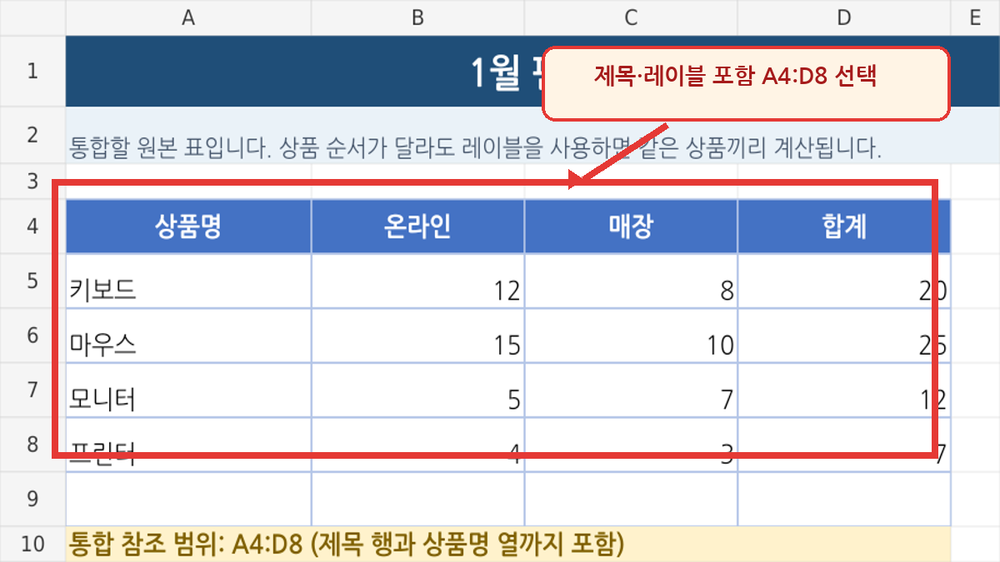 A B C D E
1 1월
제목·레이블 포함 A4:D8 선택
2 통합할 원본 표입니다. 상품 순서가 달라도 레이블을 사용하면 같은 상품끼리 계산됩니다.
3
4 상품명 온라인 매장 합계
5 키보드 12 8 20
6 마우스 15 10 25
7 모니터 5 7 12
8 프린터 4 3 7
9
10 통합 참조 범위: A4:D8 (제목 행과 상품명 열까지 포함)